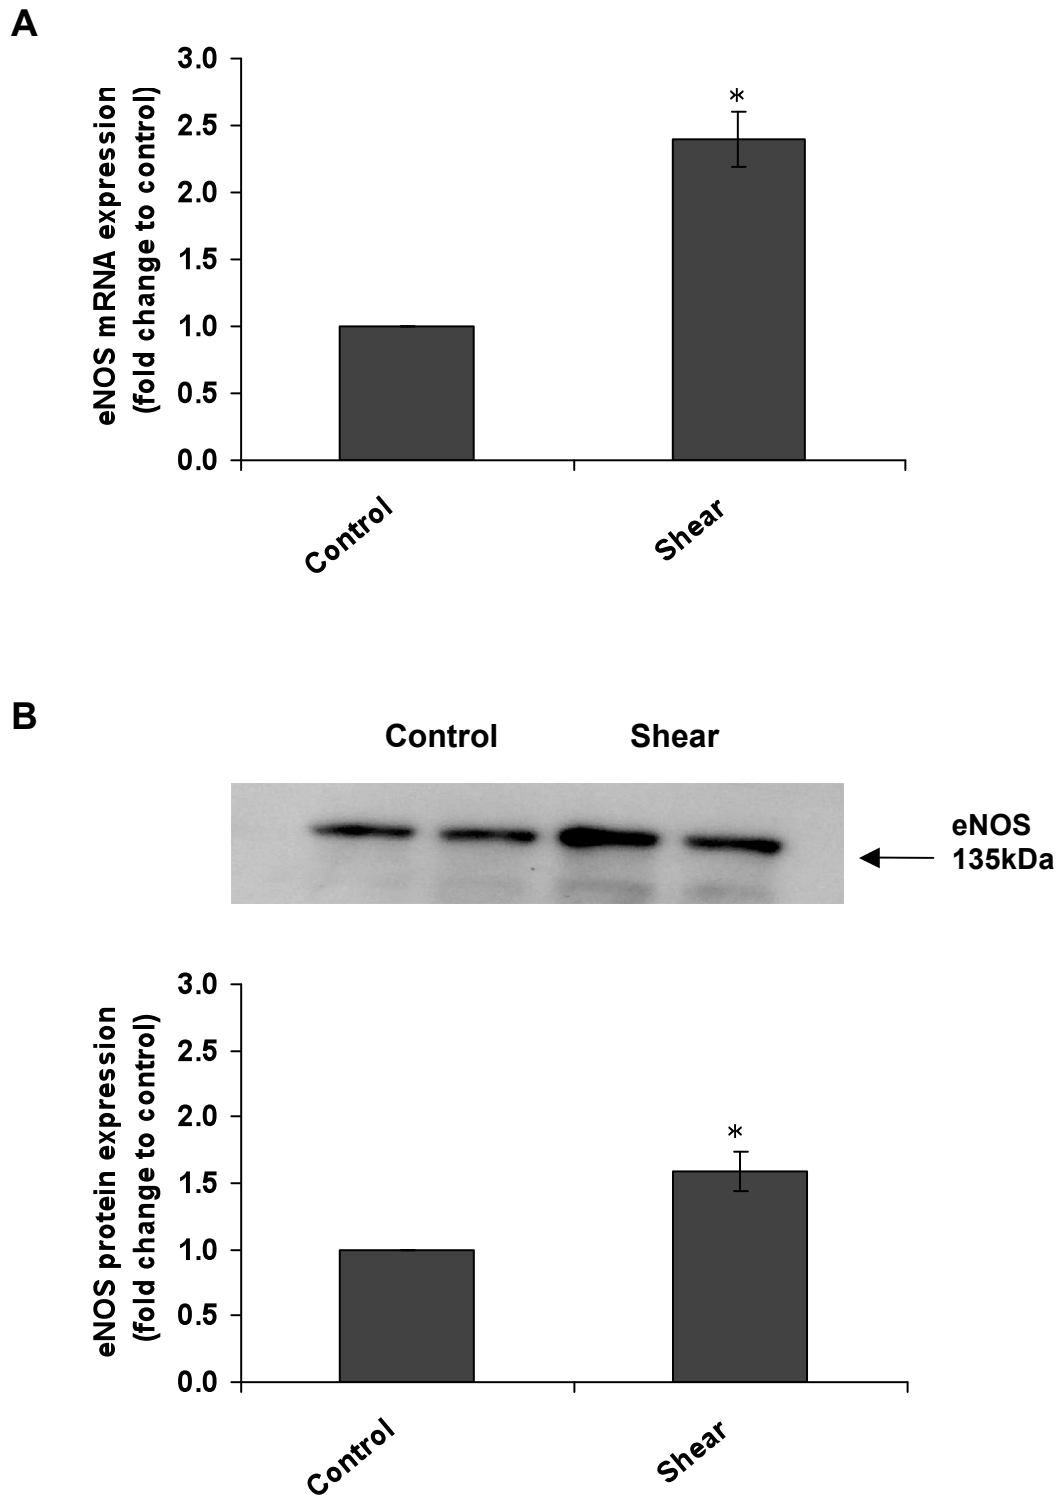 A
eNOS mRNA expression
(fold change to control)
3.0
2.5
2.0
1.5
1.0
0.5
0.0
*
Control
Shear
B
Control
Shear
eNOS
135kDa
eNOS protein expression
(fold change to control)
3.0
2.5
2.0
1.5
1.0
0.5
0.0
*
Control
Shear